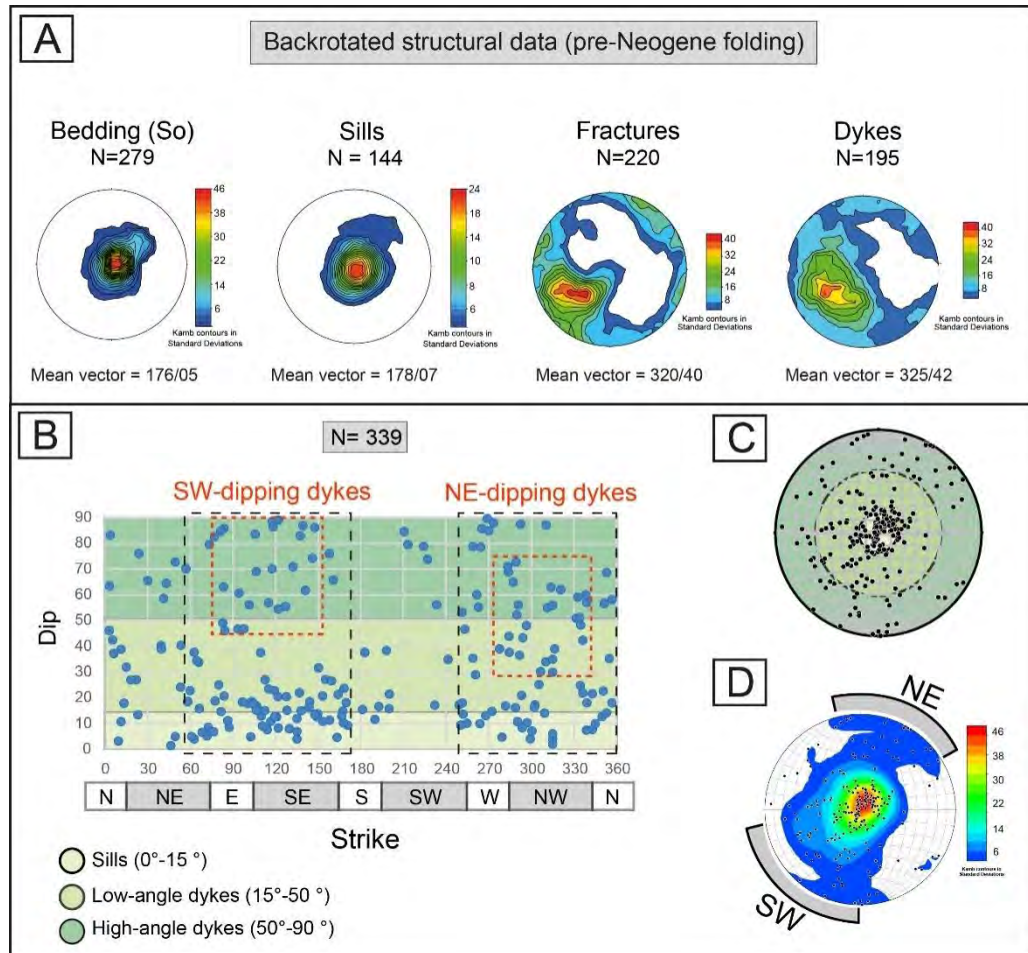 A
Backrotated structural data (pre-Neogene folding)
Bedding (So)
N=279
46
38
30
22
14
6
Kamb contours in
Standard Deviations
Mean vector = 176/05
Sills
N = 144
24
18
14
10
6
Kamb contours in
Standard Deviations
Mean vector = 178/07
Fractures
N=220
40
32
24
16
8
Kamb contours in
Standard Deviations
Mean vector = 320/40
Dykes
N=195
40
32
24
16
8
Kamb contours in
Standard Deviations
Mean vector = 325/42
B
N= 339
SW-dipping dykes
NE-dipping dykes
90
80
70
60
50
40
30
20
10
0
Dip
0 30 60 90 120 150 180 210 240 270 300 330 360
N NE E SE S SW W NW N
Strike
Sills (0°-15 °)
Low-angle dykes (15°-50 °)
High-angle dykes (50°-90 °)
C
D
NE
SW
46
38
30
22
14
6
Kamb contours in
Standard Deviations